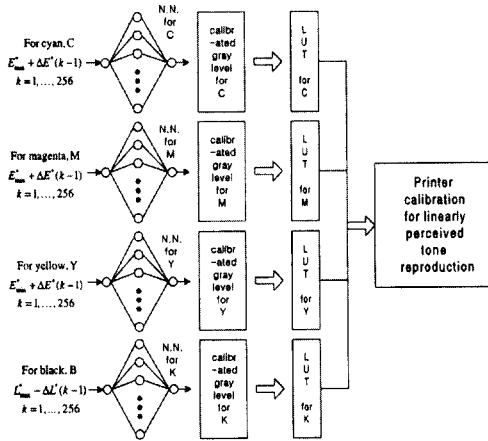 N.N.
for
C
For cyan, C
E*min + ΔE*(k−1)
k = 1, ... , 256
calibr
-ated
gray
level
for
C
L
U
T
for
C
N.N.
for
M
For magenta, M
E*min + ΔE*(k−1)
k = 1, ... , 256
calibr
-ated
gray
level
for
M
L
U
T
for
M
Printer
calibration
for linearly
perceived
tone
reproduction
N.N.
for
Y
For yellow, Y
E*min + ΔE*(k−1)
k = 1, ... , 256
calibr
-ated
gray
level
for
Y
L
U
T
for
Y
N.N.
for
K
For black, B
L*max − ΔL*(k−1)
k = 1, ... , 256
calibr
-ated
gray
level
for
K
L
U
T
for
K